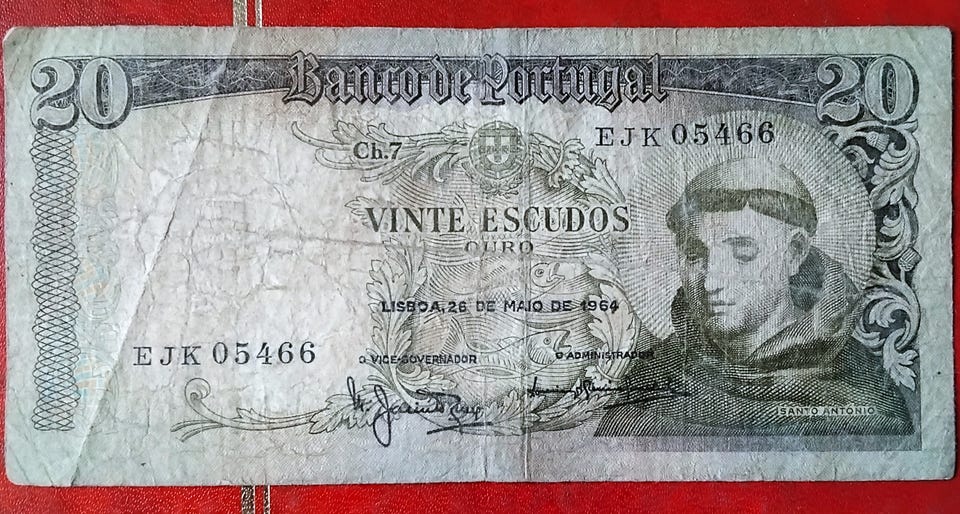 20 Banco de Portugal 20
EJK 05466
Ch.7
VINTE ESCUDOS
OURO
LISBOA, 26 DE MAIO DE 1964
EJK 05466
O VICE-GOVERNADOR O ADMINISTRADOR
SANTO ANTÓNIO